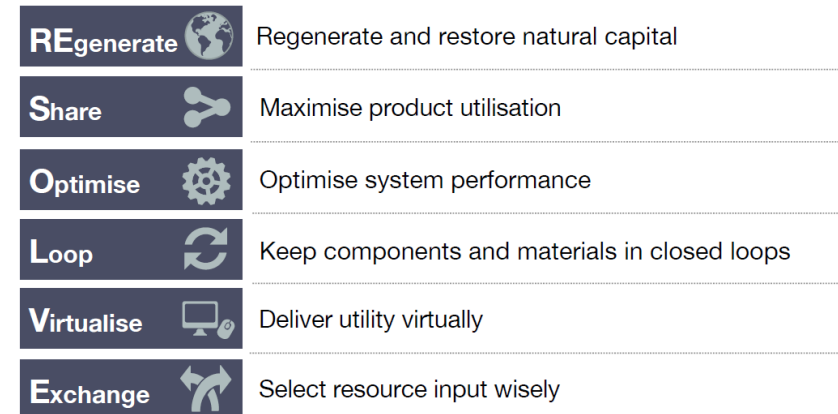 REgenerate Regenerate and restore natural capital
Share Maximise product utilisation
Optimise Optimise system performance
Loop Keep components and materials in closed loops
Virtualise Deliver utility virtually
Exchange Select resource input wisely